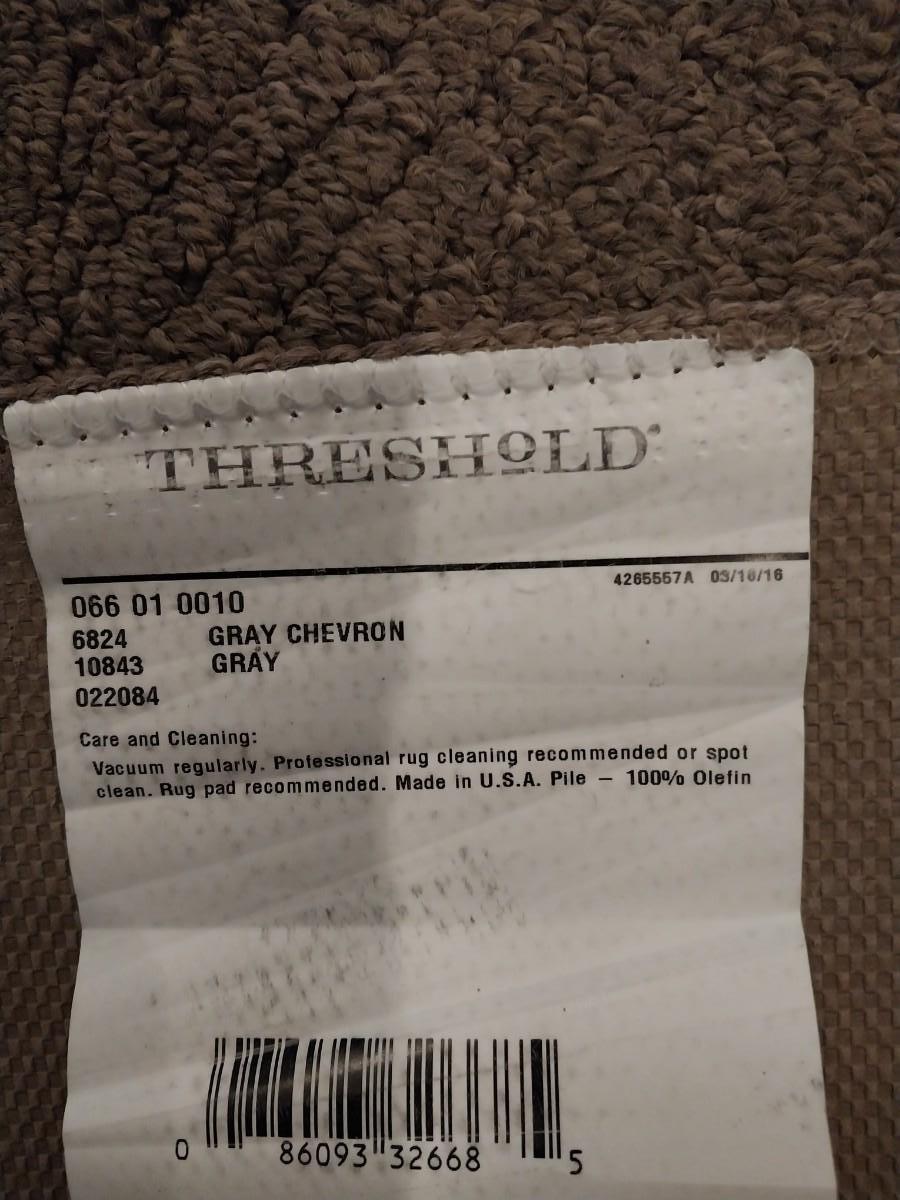 THRESHOLD
4265557A 03/16/16
066 01 0010
6824 GRAY CHEVRON
10843 GRAY
022084
Care and Cleaning:
Vacuum regularly. Professional rug cleaning recommended or spot
clean. Rug pad recommended. Made in U.S.A. Pile – 100% Olefin
0 86093 32668 5